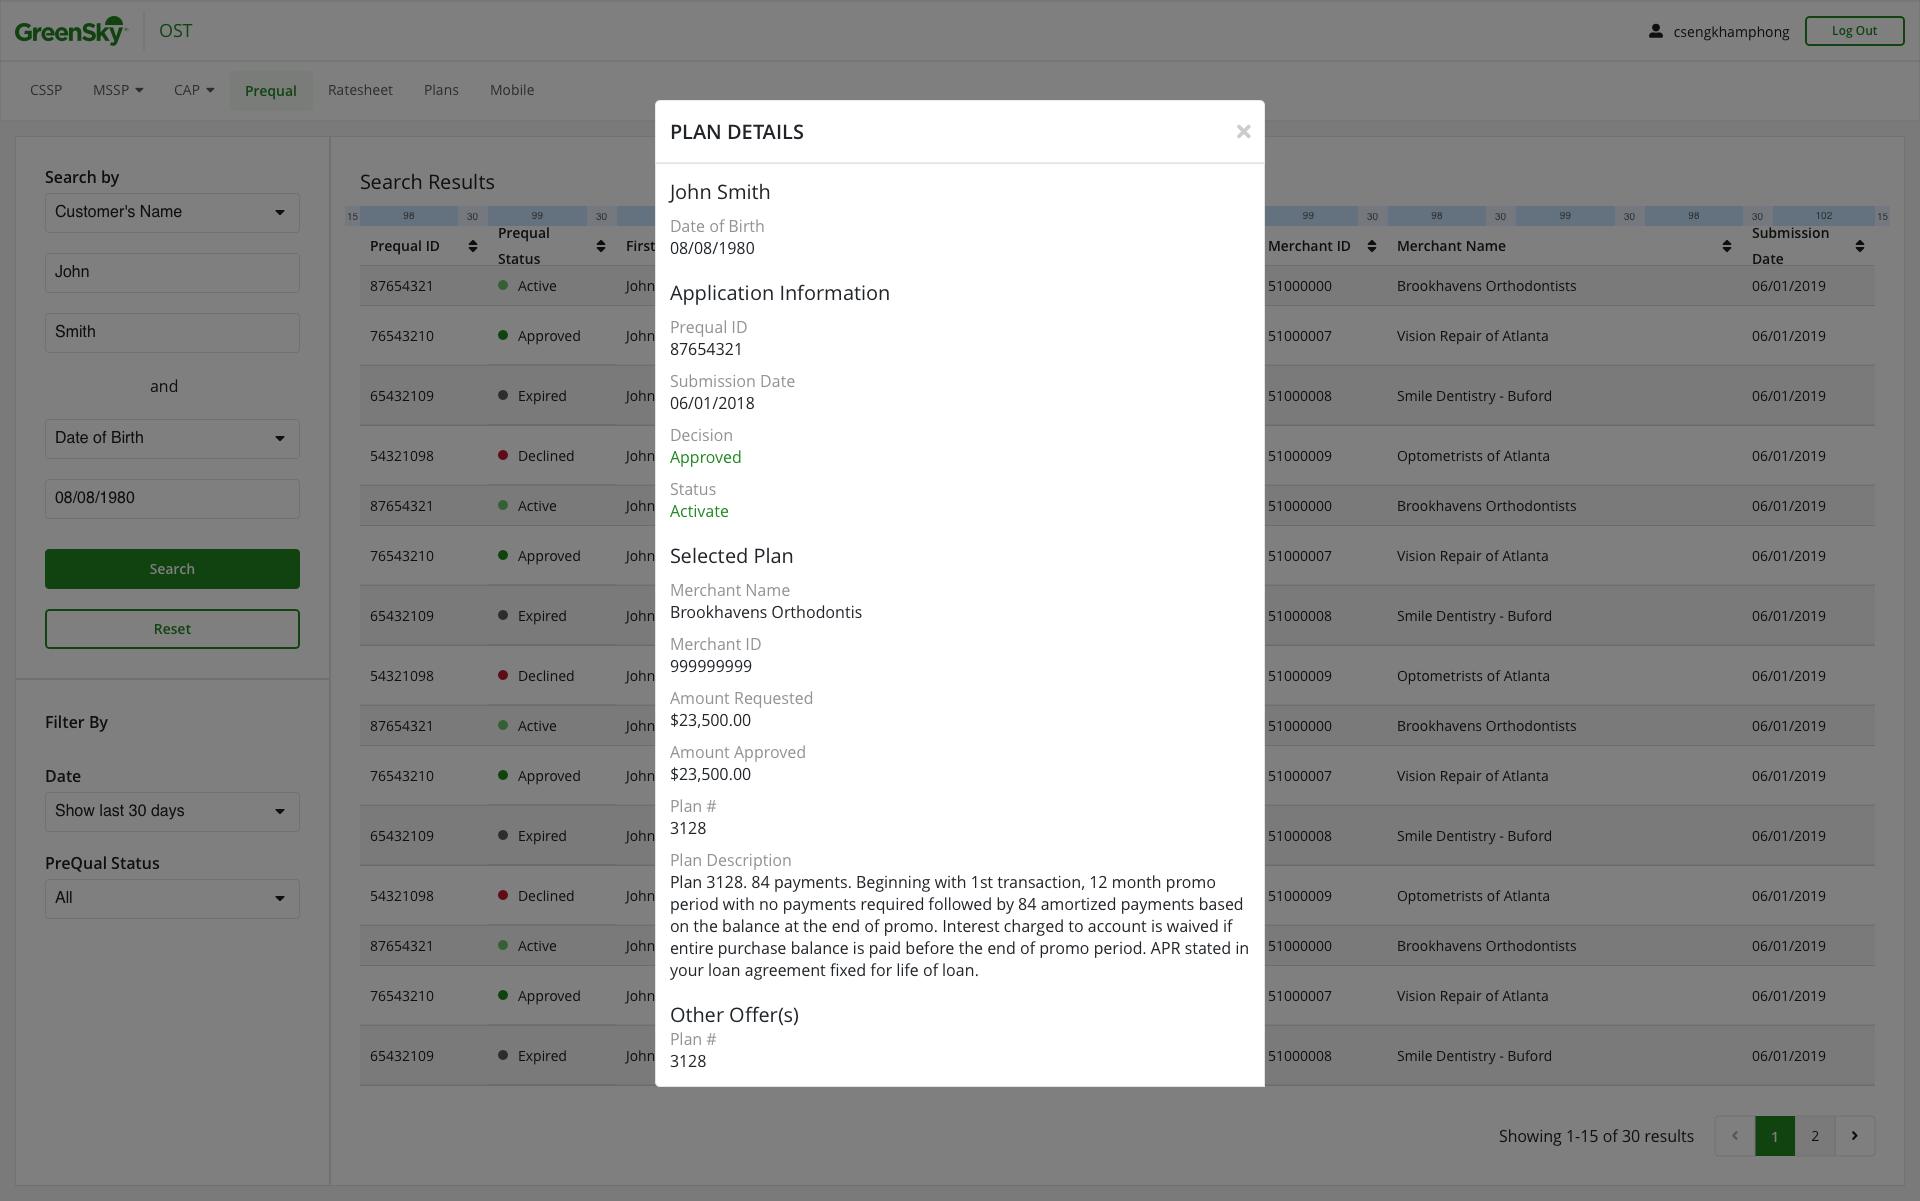 GreenSky
OST
csengkhamphong
Log Out
CSSP
MSSP
CAP
Prequal
Ratesheet
Plans
Mobile
Search by
Customer's Name
John
Smith
and
Date of Birth
08/08/1980
Search
Reset
Filter By
Date
Show last 30 days
PreQual Status
All
Search Results
15 98 30 99 30 99 30 98 30 99 30 98 30 102 15
Prequal ID Prequal Status First Merchant ID Merchant Name Submission Date
87654321 Active John 51000000 Brookhavens Orthodontists 06/01/2019
76543210 Approved John 51000007 Vision Repair of Atlanta 06/01/2019
65432109 Expired John 51000008 Smile Dentistry - Buford 06/01/2019
54321098 Declined John 51000009 Optometrists of Atlanta 06/01/2019
87654321 Active John 51000000 Brookhavens Orthodontists 06/01/2019
76543210 Approved John 51000007 Vision Repair of Atlanta 06/01/2019
65432109 Expired John 51000008 Smile Dentistry - Buford 06/01/2019
54321098 Declined John 51000009 Optometrists of Atlanta 06/01/2019
87654321 Active John 51000000 Brookhavens Orthodontists 06/01/2019
76543210 Approved John 51000007 Vision Repair of Atlanta 06/01/2019
65432109 Expired John 51000008 Smile Dentistry - Buford 06/01/2019
54321098 Declined John 51000009 Optometrists of Atlanta 06/01/2019
87654321 Active John 51000000 Brookhavens Orthodontists 06/01/2019
76543210 Approved John 51000007 Vision Repair of Atlanta 06/01/2019
65432109 Expired John 51000008 Smile Dentistry - Buford 06/01/2019
Showing 1-15 of 30 results
1
2
PLAN DETAILS
John Smith
Date of Birth
08/08/1980
Application Information
Prequal ID
87654321
Submission Date
06/01/2018
Decision
Approved
Status
Activate
Selected Plan
Merchant Name
Brookhavens Orthodontis
Merchant ID
999999999
Amount Requested
$23,500.00
Amount Approved
$23,500.00
Plan #
3128
Plan Description
Plan 3128. 84 payments. Beginning with 1st transaction, 12 month promo
period with no payments required followed by 84 amortized payments based
on the balance at the end of promo. Interest charged to account is waived if
entire purchase balance is paid before the end of promo period. APR stated in
your loan agreement fixed for life of loan.
Other Offer(s)
Plan #
3128